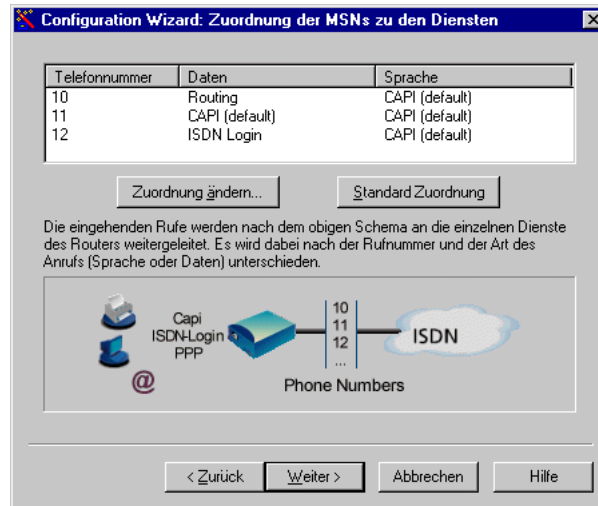 Configuration Wizard: Zuordnung der MSNs zu den Diensten
Telefonnummer Daten Sprache
10 Routing CAPI (default)
11 CAPI (default) CAPI (default)
12 ISDN Login CAPI (default)
Zuordnung ändern... Standard Zuordnung
Die eingehenden Rufe werden nach dem obigen Schema an die einzelnen Dienste
des Routers weitergeleitet. Es wird dabei nach der Rufnummer und der Art des
Anrufs (Sprache oder Daten) unterschieden.
Capi
ISDN-Login
PPP
@
10
11
12
...
ISDN
Phone Numbers
< Zurück Weiter > Abbrechen Hilfe